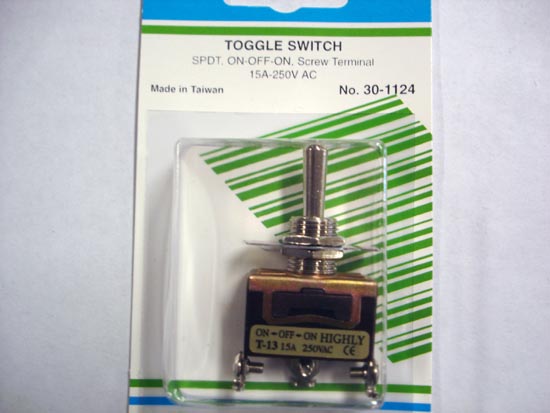 TOGGLE SWITCH
SPDT, ON-OFF-ON, Screw Terminal
15A-250V AC
Made in Taiwan No. 30-1124
ON-OFF-ON HIGHLY
T-13 15A 250VAC CE